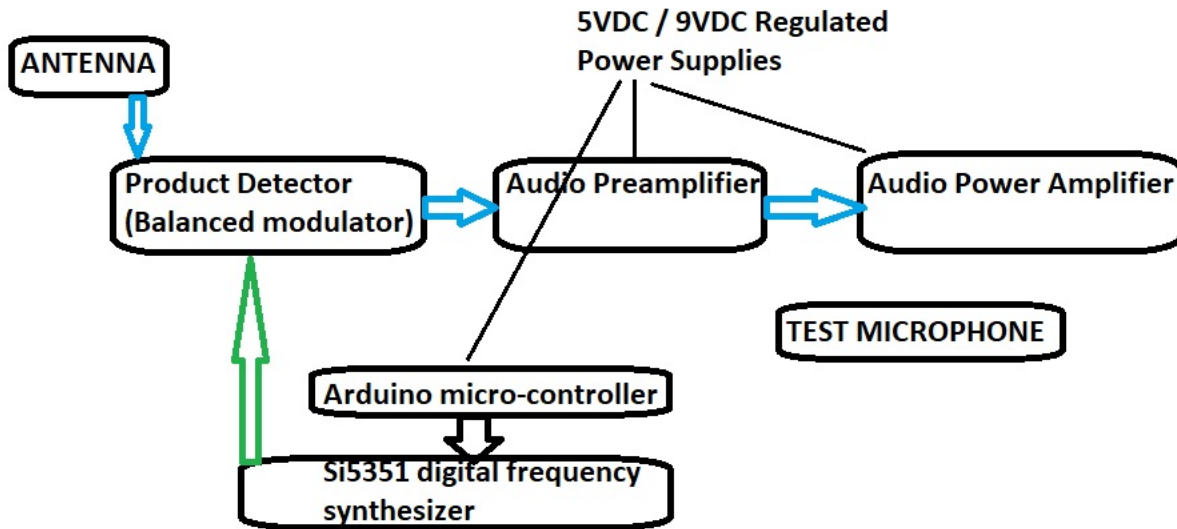 5VDC / 9VDC Regulated
Power Supplies
ANTENNA
Product Detector
(Balanced modulator)
Audio Preamplifier
Audio Power Amplifier
TEST MICROPHONE
Arduino micro-controller
Si5351 digital frequency
synthesizer